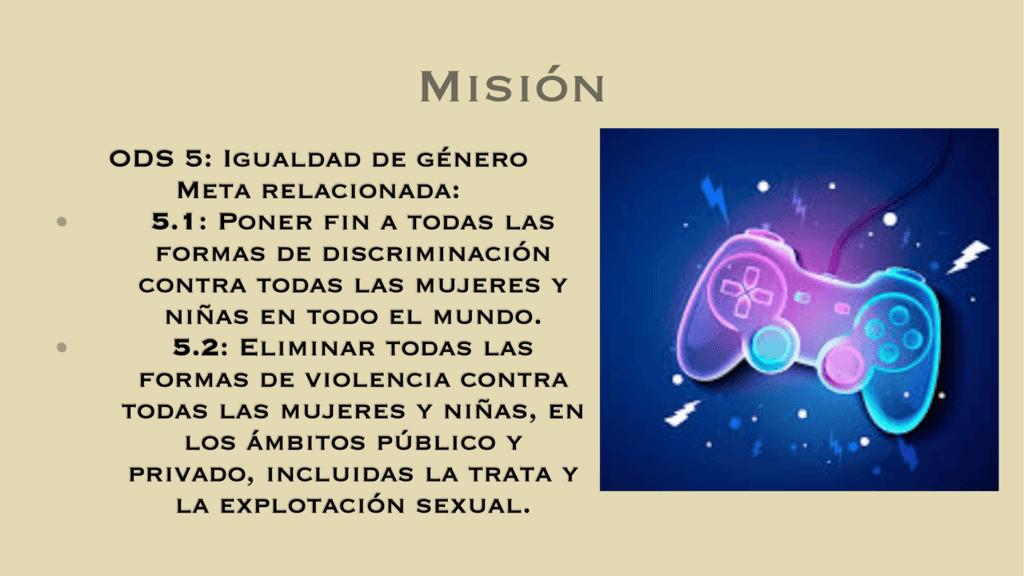 Misión
ODS 5: Igualdad de género
Meta relacionada:
5.1: Poner fin a todas las
formas de discriminación
contra todas las mujeres y
niñas en todo el mundo.
5.2: Eliminar todas las
formas de violencia contra
todas las mujeres y niñas, en
los ámbitos público y
privado, incluidas la trata y
la explotación sexual.